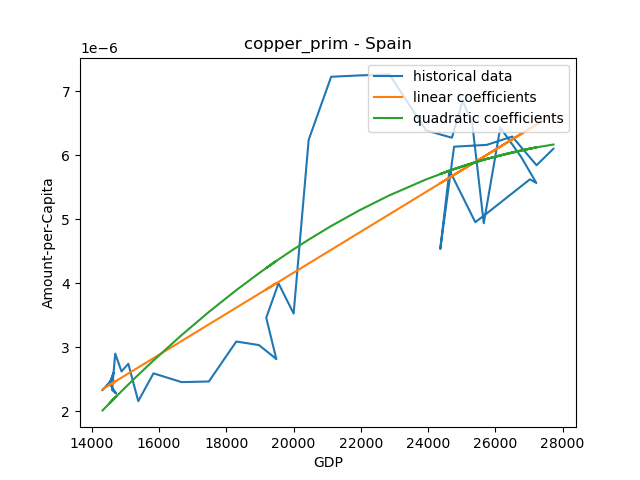 copper_prim - Spain
1e−6
historical data
linear coefficients
quadratic coefficients
7
6
5
4
3
2
Amount-per-Capita
14000 16000 18000 20000 22000 24000 26000 28000
GDP